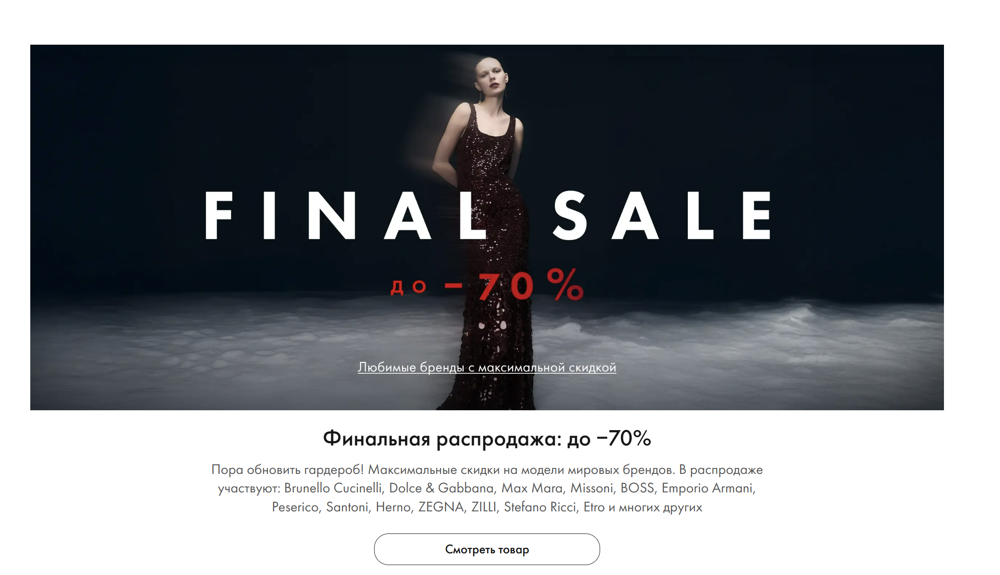 FINAL SALE
до −70%
Любимые бренды с максимальной скидкой
Финальная распродажа: до −70%
Пора обновить гардероб! Максимальные скидки на модели мировых брендов. В распродаже
участвуют: Brunello Cucinelli, Dolce & Gabbana, Max Mara, Missoni, BOSS, Emporio Armani,
Peserico, Santoni, Herno, ZEGNA, ZILLI, Stefano Ricci, Etro и многих других
Смотреть товар